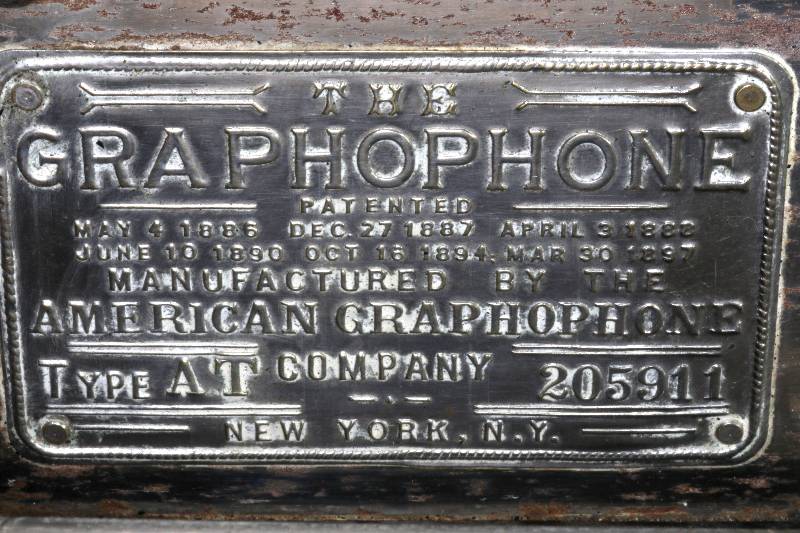 THE
GRAPHOPHONE
PATENTED
MAY 4 1886 DEC. 27 1887 APRIL 3 1888
JUNE 10 1890 OCT 16 1894, MAR 30 1897
MANUFACTURED BY THE
AMERICAN GRAPHOPHONE
TYPE AT COMPANY 205911
NEW YORK, N.Y.